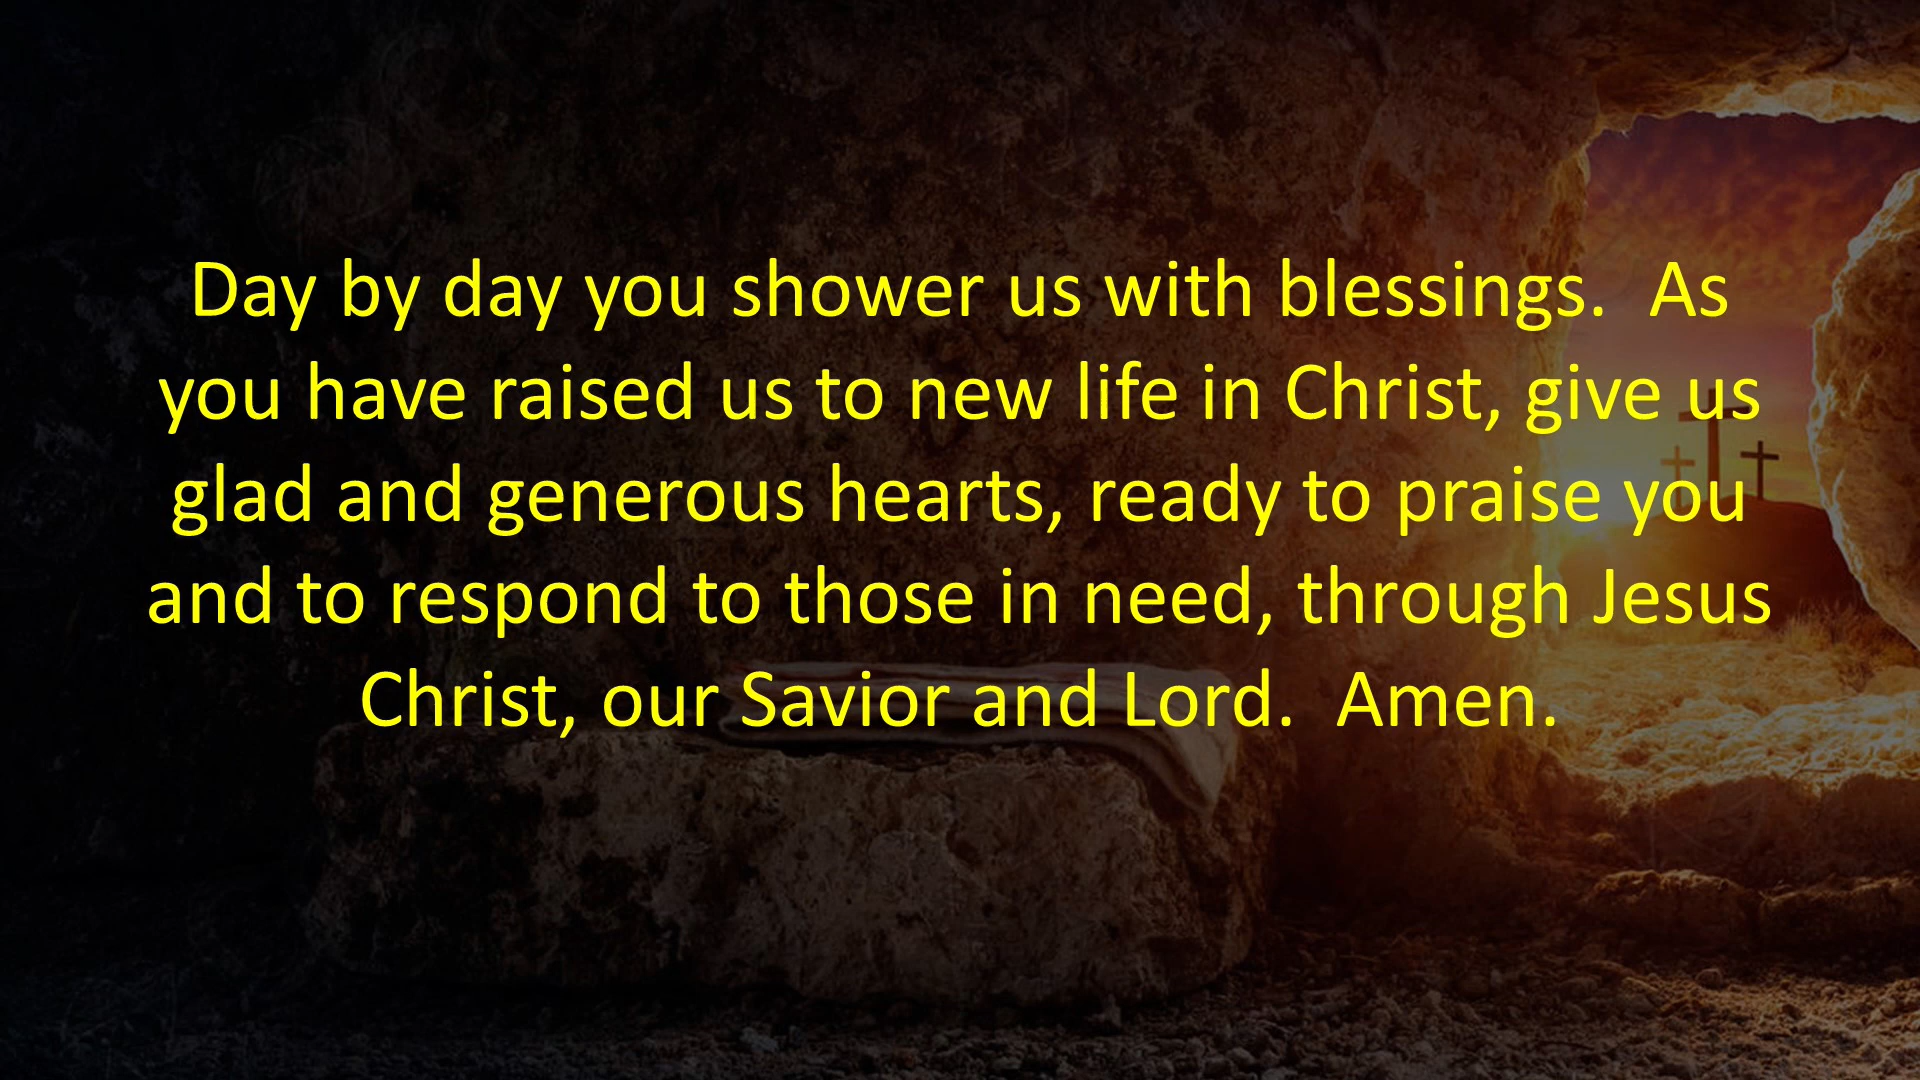 Day by day you shower us with blessings.  As
you have raised us to new life in Christ, give us
glad and generous hearts, ready to praise you
and to respond to those in need, through Jesus
Christ, our Savior and Lord.  Amen.